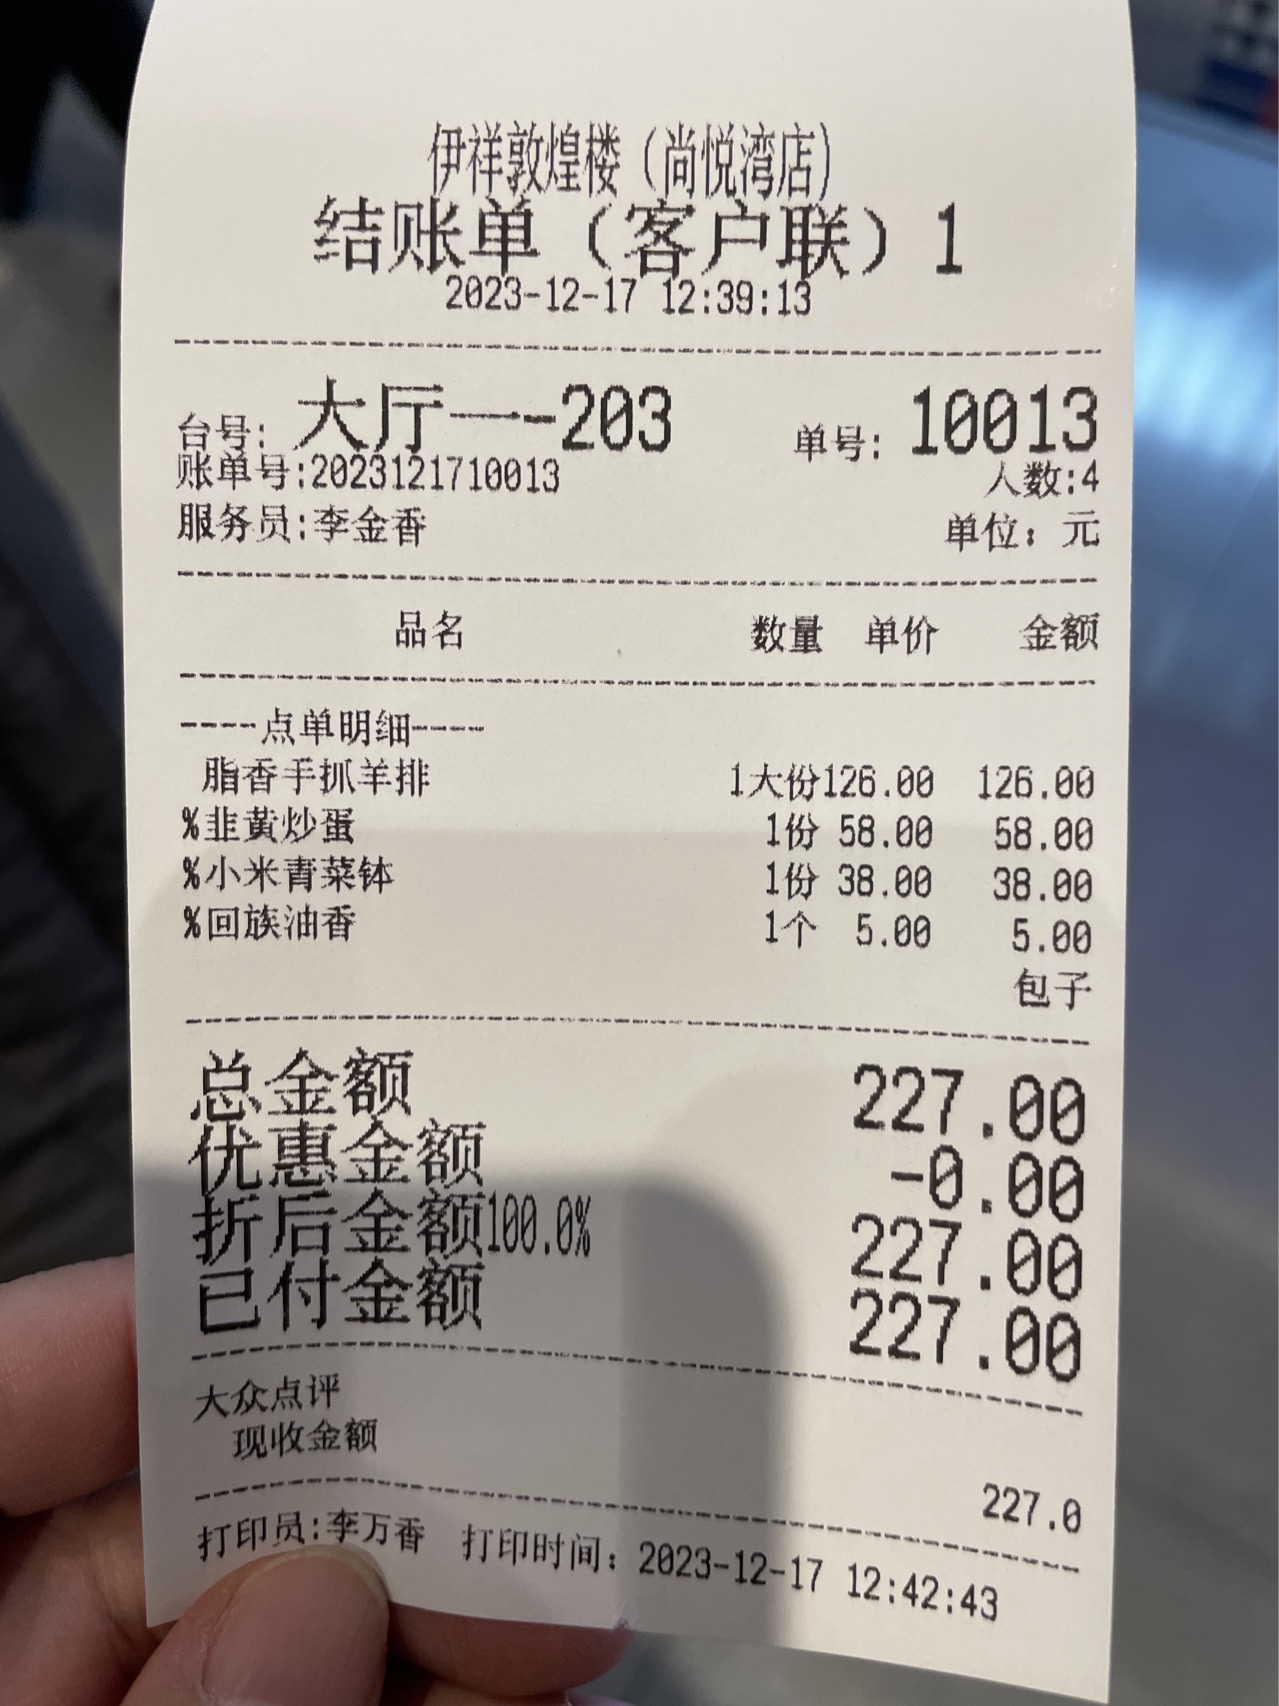 伊祥敦煌楼（尚悦湾店）
结账单（客户联）1
2023-12-17 12:39:13
台号: 大厅一-203 单号: 10013
账单号:2023121710013 人数:4
服务员:李金香 单位: 元
品名 数量 单价 金额
----点单明细----
脂香手抓羊排 1大份126.00 126.00
%韭黄炒蛋 1份 58.00 58.00
%小米青菜钵 1份 38.00 38.00
%回族油香 1个 5.00 5.00
包子
总金额 227.00
优惠金额 -0.00
折后金额100.0% 227.00
已付金额 227.00
大众点评
现收金额 227.0
打印员:李万香 打印时间: 2023-12-17 12:42:43